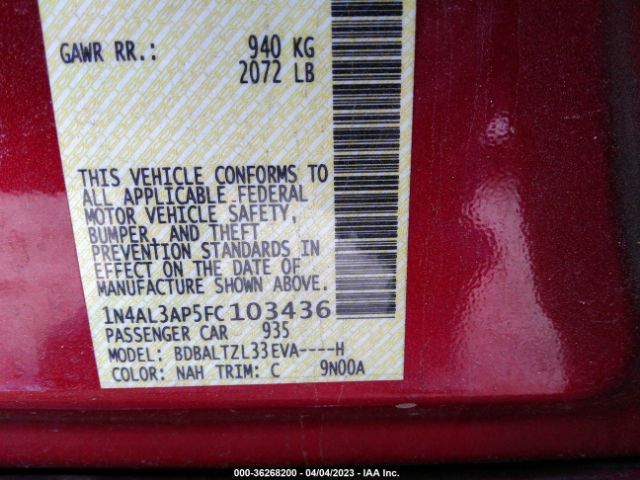 GAWR RR.: 940 KG
2072 LB
THIS VEHICLE CONFORMS TO
ALL APPLICABLE FEDERAL
MOTOR VEHICLE SAFETY,
BUMPER, AND THEFT
PREVENTION STANDARDS IN
EFFECT ON THE DATE OF
MANUFACTURE SHOWN ABOVE.
1N4AL3AP5FC103436
PASSENGER CAR 935
MODEL: BDBALTZL33EVA----H
COLOR: NAH TRIM: C 9N00A
000-36268200 - 04/04/2023 - IAA Inc.